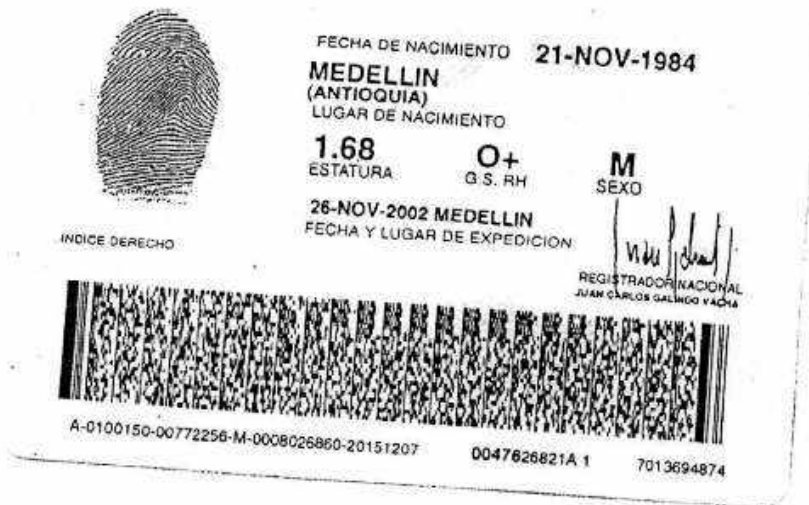 FECHA DE NACIMIENTO 21-NOV-1984
MEDELLIN
(ANTIOQUIA)
LUGAR DE NACIMIENTO
1.68 O+ M
ESTATURA G.S. RH SEXO
26-NOV-2002 MEDELLIN
FECHA Y LUGAR DE EXPEDICION
INDICE DERECHO
REGISTRADOR NACIONAL
JUAN CARLOS GALINDO VACHA
A-0100150-00772256-M-0008026860-20151207 0047626821A 1 7013694874